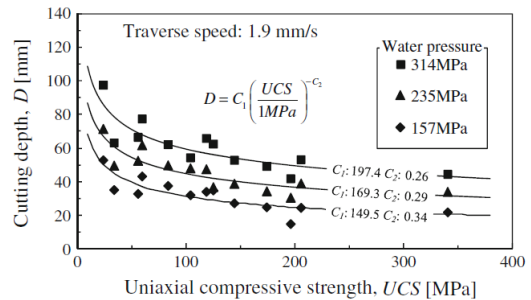 Traverse speed: 1.9 mm/s
Water pressure
314MPa
235MPa
157MPa
D = C₁(UCS/1MPa)^−C₂
C₁: 197.4 C₂: 0.26
C₁: 169.3 C₂: 0.29
C₁: 149.5 C₂: 0.34
Cutting depth, D [mm]
140
120
100
80
60
40
20
0
0 100 200 300 400
Uniaxial compressive strength, UCS [MPa]